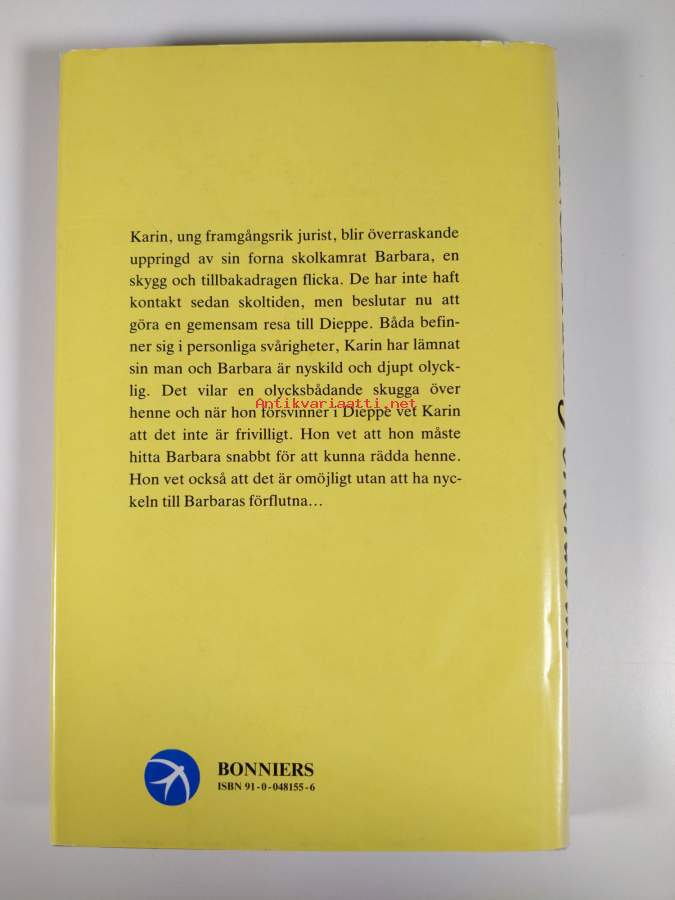 Karin, ung framgångsrik jurist, blir överraskande
uppringd av sin forna skolkamrat Barbara, en
skygg och tillbakadragen flicka. De har inte haft
kontakt sedan skoltiden, men beslutar nu att
göra en gemensam resa till Dieppe. Båda befin-
ner sig i personliga svårigheter, Karin har lämnat
sin man och Barbara är nyskild och djupt olyck-
lig. Det vilar en olycksbådande skugga över
Antikvariaatti.net
henne och när hon försvinner i Dieppe vet Karin
att det inte är frivilligt. Hon vet att hon måste
hitta Barbara snabbt för att kunna rädda henne.
Hon vet också att det är omöjligt utan att ha nyc-
keln till Barbaras förflutna...
BONNIERS
ISBN 91-0-048155-6